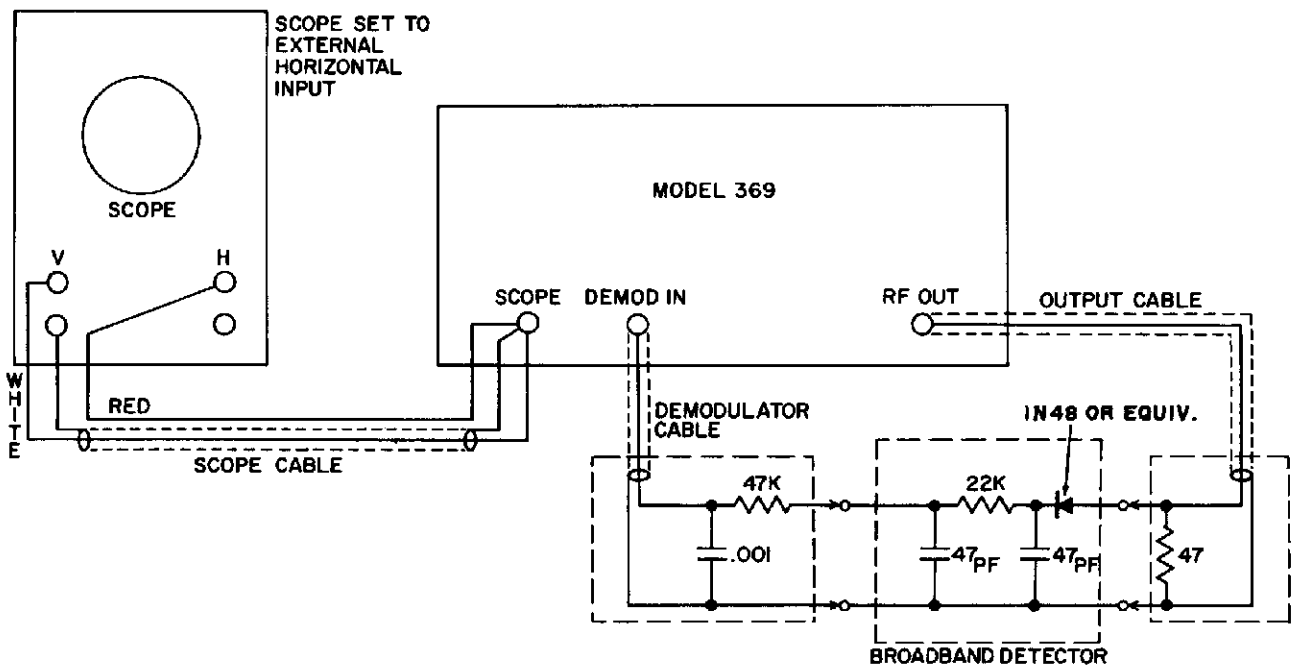 SCOPE SET TO
EXTERNAL
HORIZONTAL
INPUT
SCOPE
V
H
MODEL 369
SCOPE
DEMOD IN
RF OUT
OUTPUT CABLE
WHITE
RED
SCOPE CABLE
DEMODULATOR
CABLE
IN48 OR EQUIV.
47K
22K
.001
47PF
47PF
47
BROADBAND DETECTOR